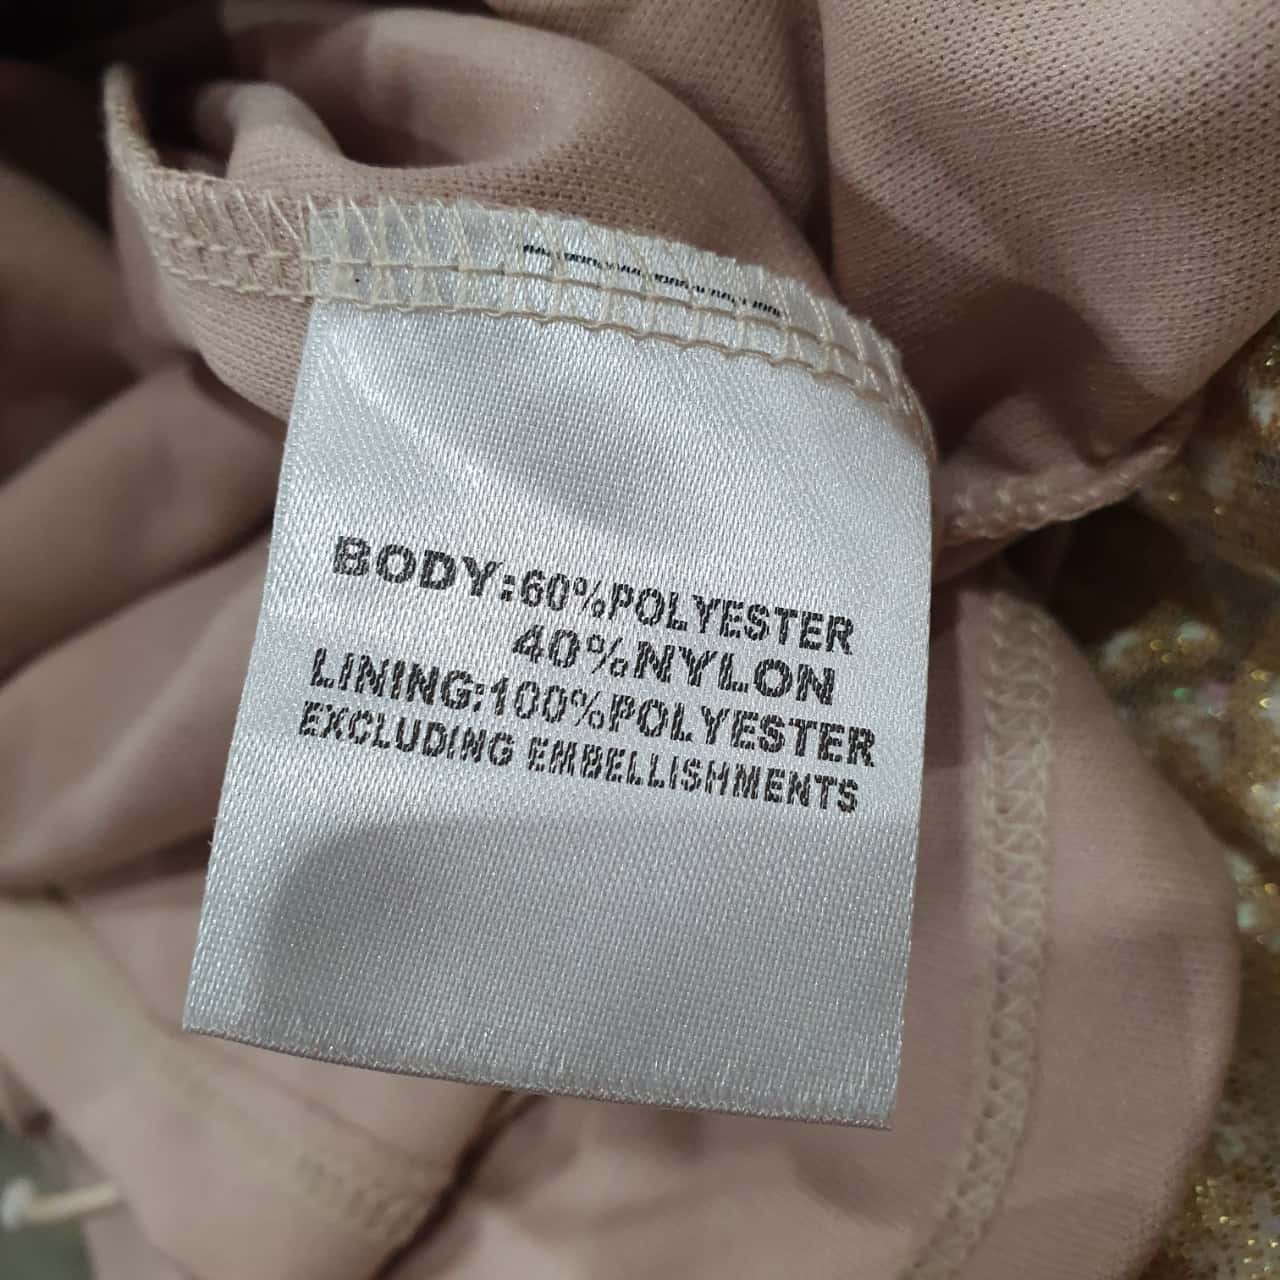 BODY:60%POLYESTER
40%NYLON
LINING:100%POLYESTER
EXCLUDING EMBELLISHMENTS